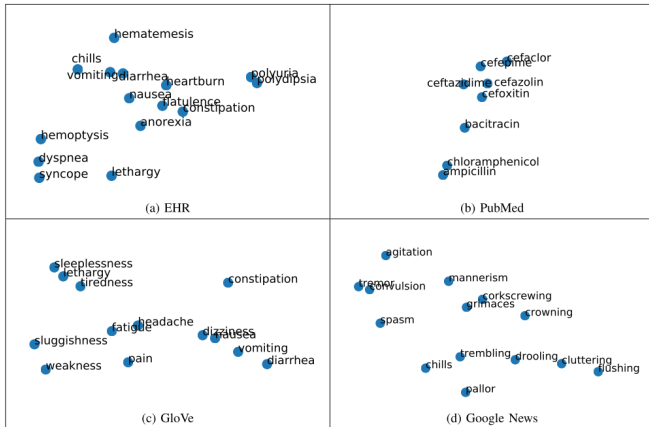 hematemesis
chills
vomiting
diarrhea
heartburn
polyuria
polydipsia
nausea
flatulence
constipation
anorexia
hemoptysis
dyspnea
syncope
lethargy
(a) EHR
cefaclor
cefepime
ceftazidime
cefazolin
cefoxitin
bacitracin
chloramphenicol
ampicillin
(b) PubMed
sleeplessness
lethargy
tiredness
constipation
headache
fatigue
dizziness
nausea
sluggishness
vomiting
pain
weakness
diarrhea
(c) GloVe
agitation
tremor
convulsion
mannerism
corkscrewing
grimaces
crowning
spasm
trembling
drooling
cluttering
chills
flushing
pallor
(d) Google News